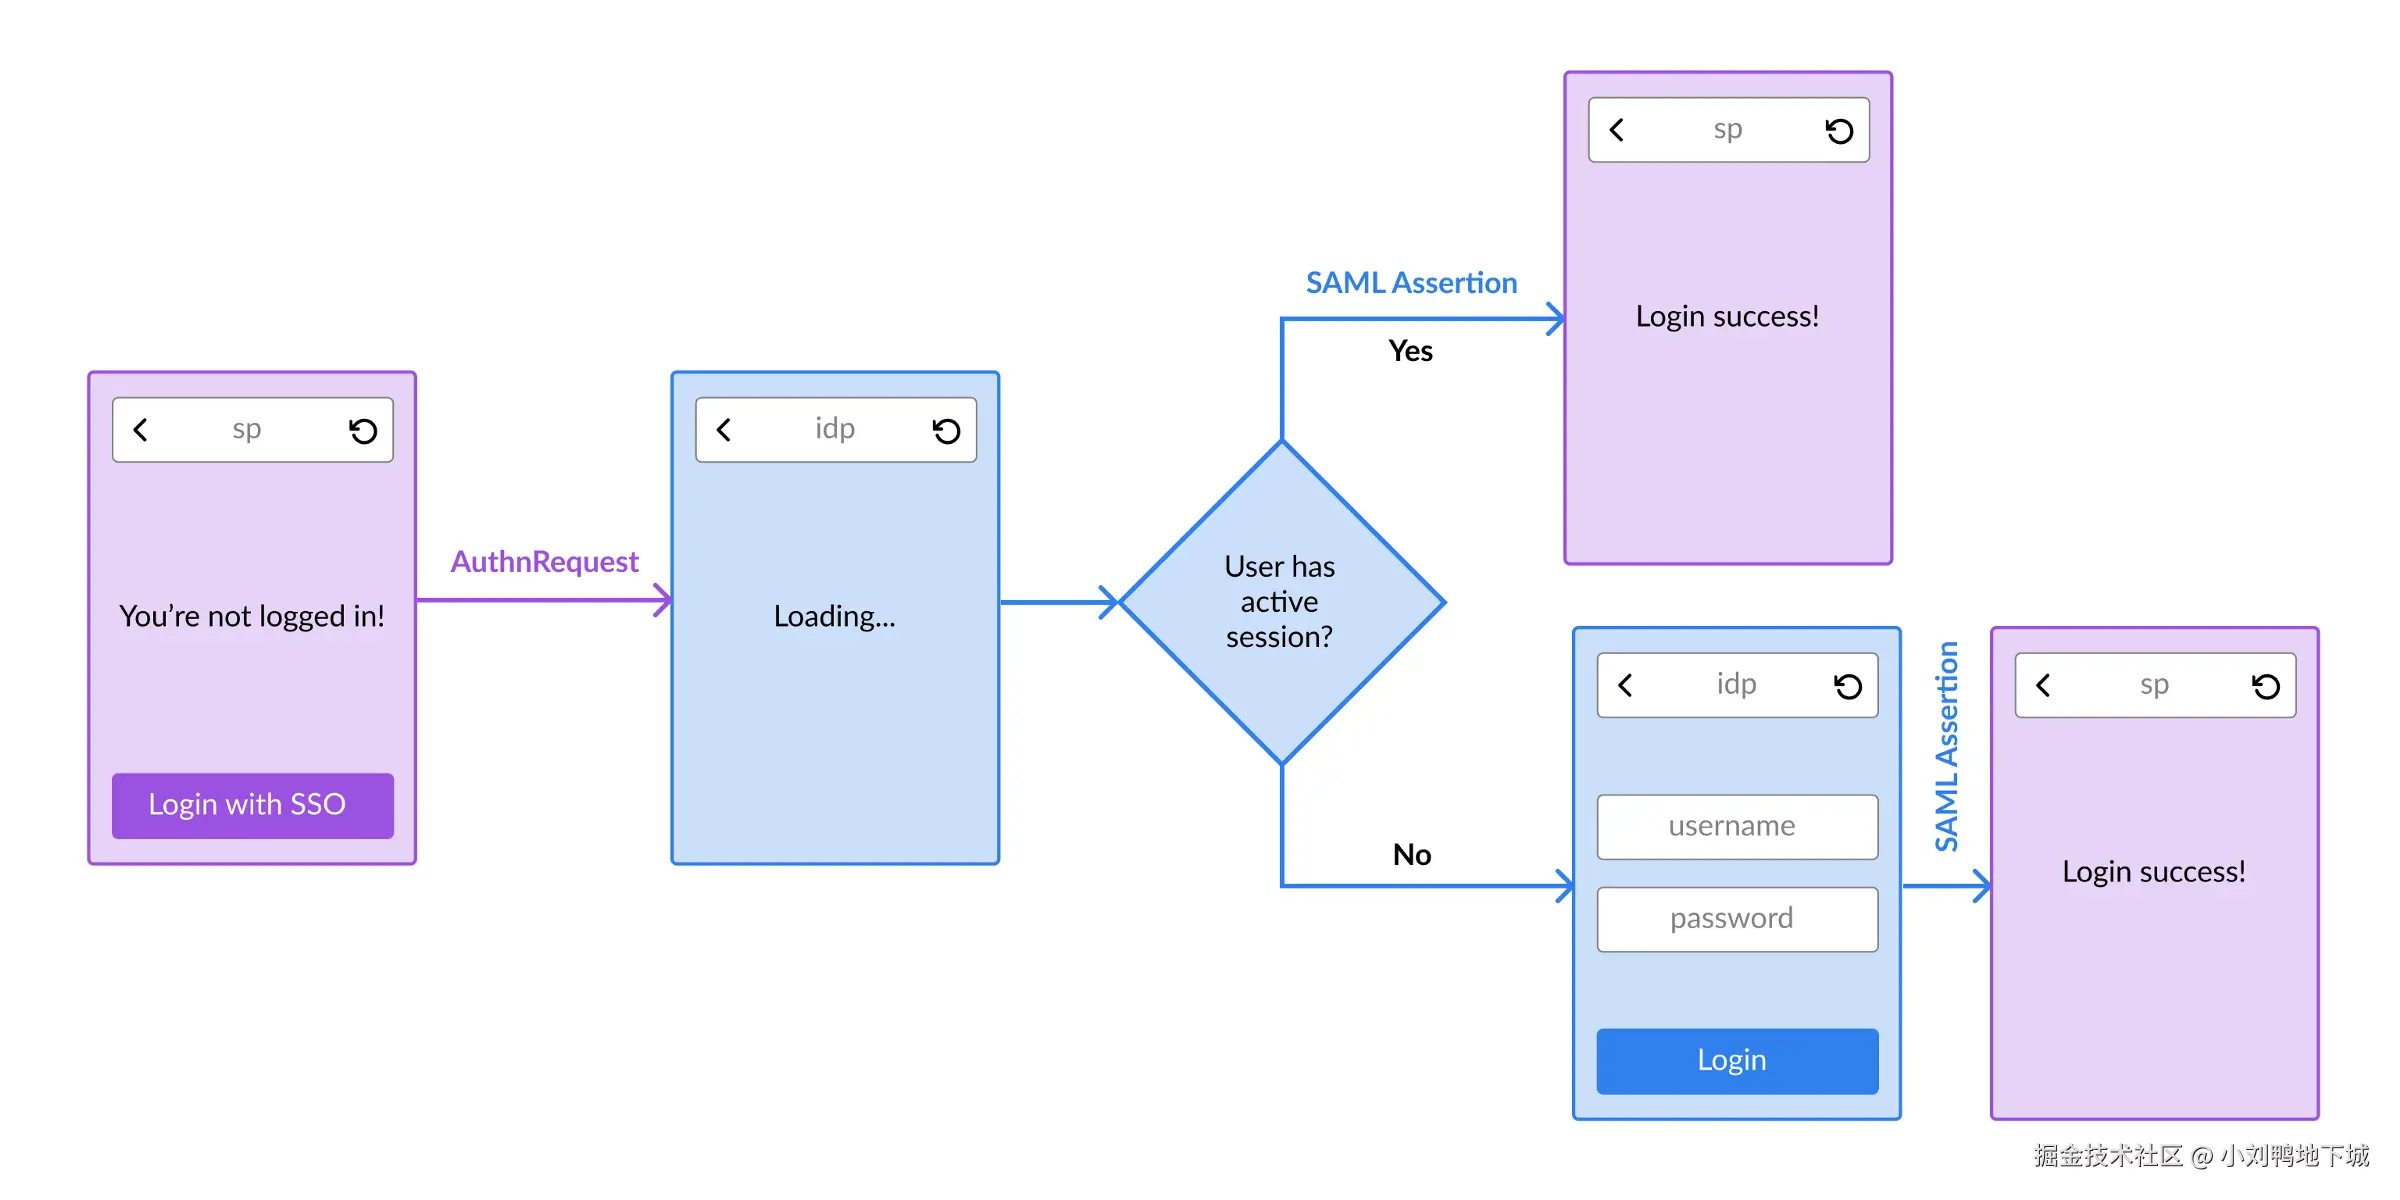 sp
You're not logged in!
Login with SSO
AuthnRequest
idp
Loading...
User has
active
session?
SAML Assertion
Yes
sp
Login success!
No
idp
username
password
Login
SAML Assertion
sp
Login success!
掘金技术社区 @ 小刘鸭地下城